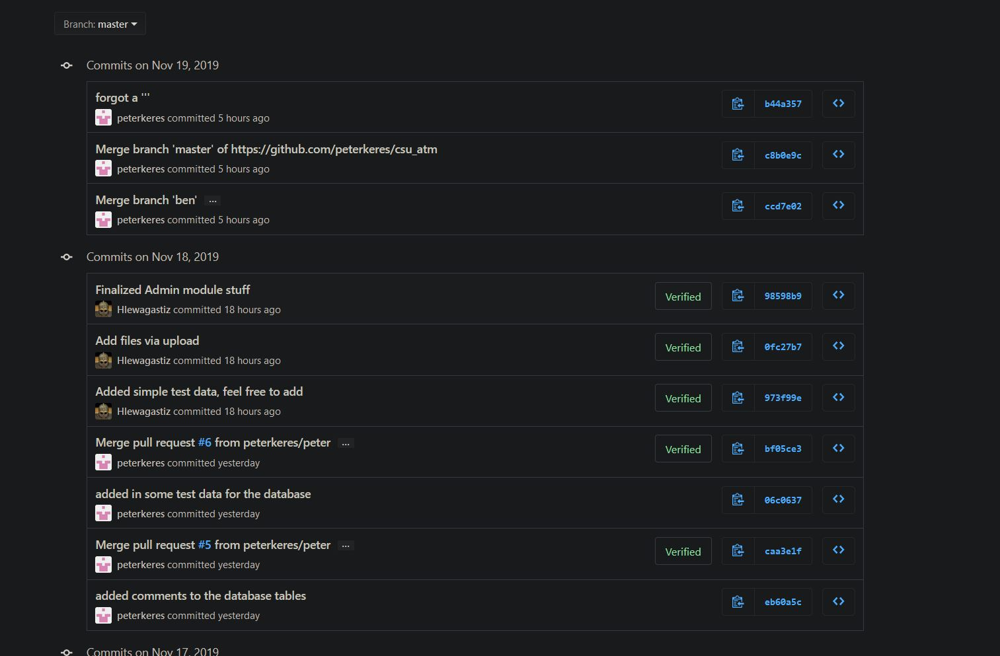 Branch: master
Commits on Nov 19, 2019
forgot a '''
b44a357
peterkeres committed 5 hours ago
Merge branch 'master' of https://github.com/peterkeres/csu_atm
c8b0e9c
peterkeres committed 5 hours ago
Merge branch 'ben' ...
ccd7e02
peterkeres committed 5 hours ago
Commits on Nov 18, 2019
Finalized Admin module stuff
Verified 98598b9
Hlewagastiz committed 18 hours ago
Add files via upload
Verified 0fc27b7
Hlewagastiz committed 18 hours ago
Added simple test data, feel free to add
Verified 973f99e
Hlewagastiz committed 18 hours ago
Merge pull request #6 from peterkeres/peter ...
Verified bf05ce3
peterkeres committed yesterday
added in some test data for the database
06c0637
peterkeres committed yesterday
Merge pull request #5 from peterkeres/peter ...
Verified caa3e1f
peterkeres committed yesterday
added comments to the database tables
eb60a5c
peterkeres committed yesterday
Commits on Nov 17, 2019